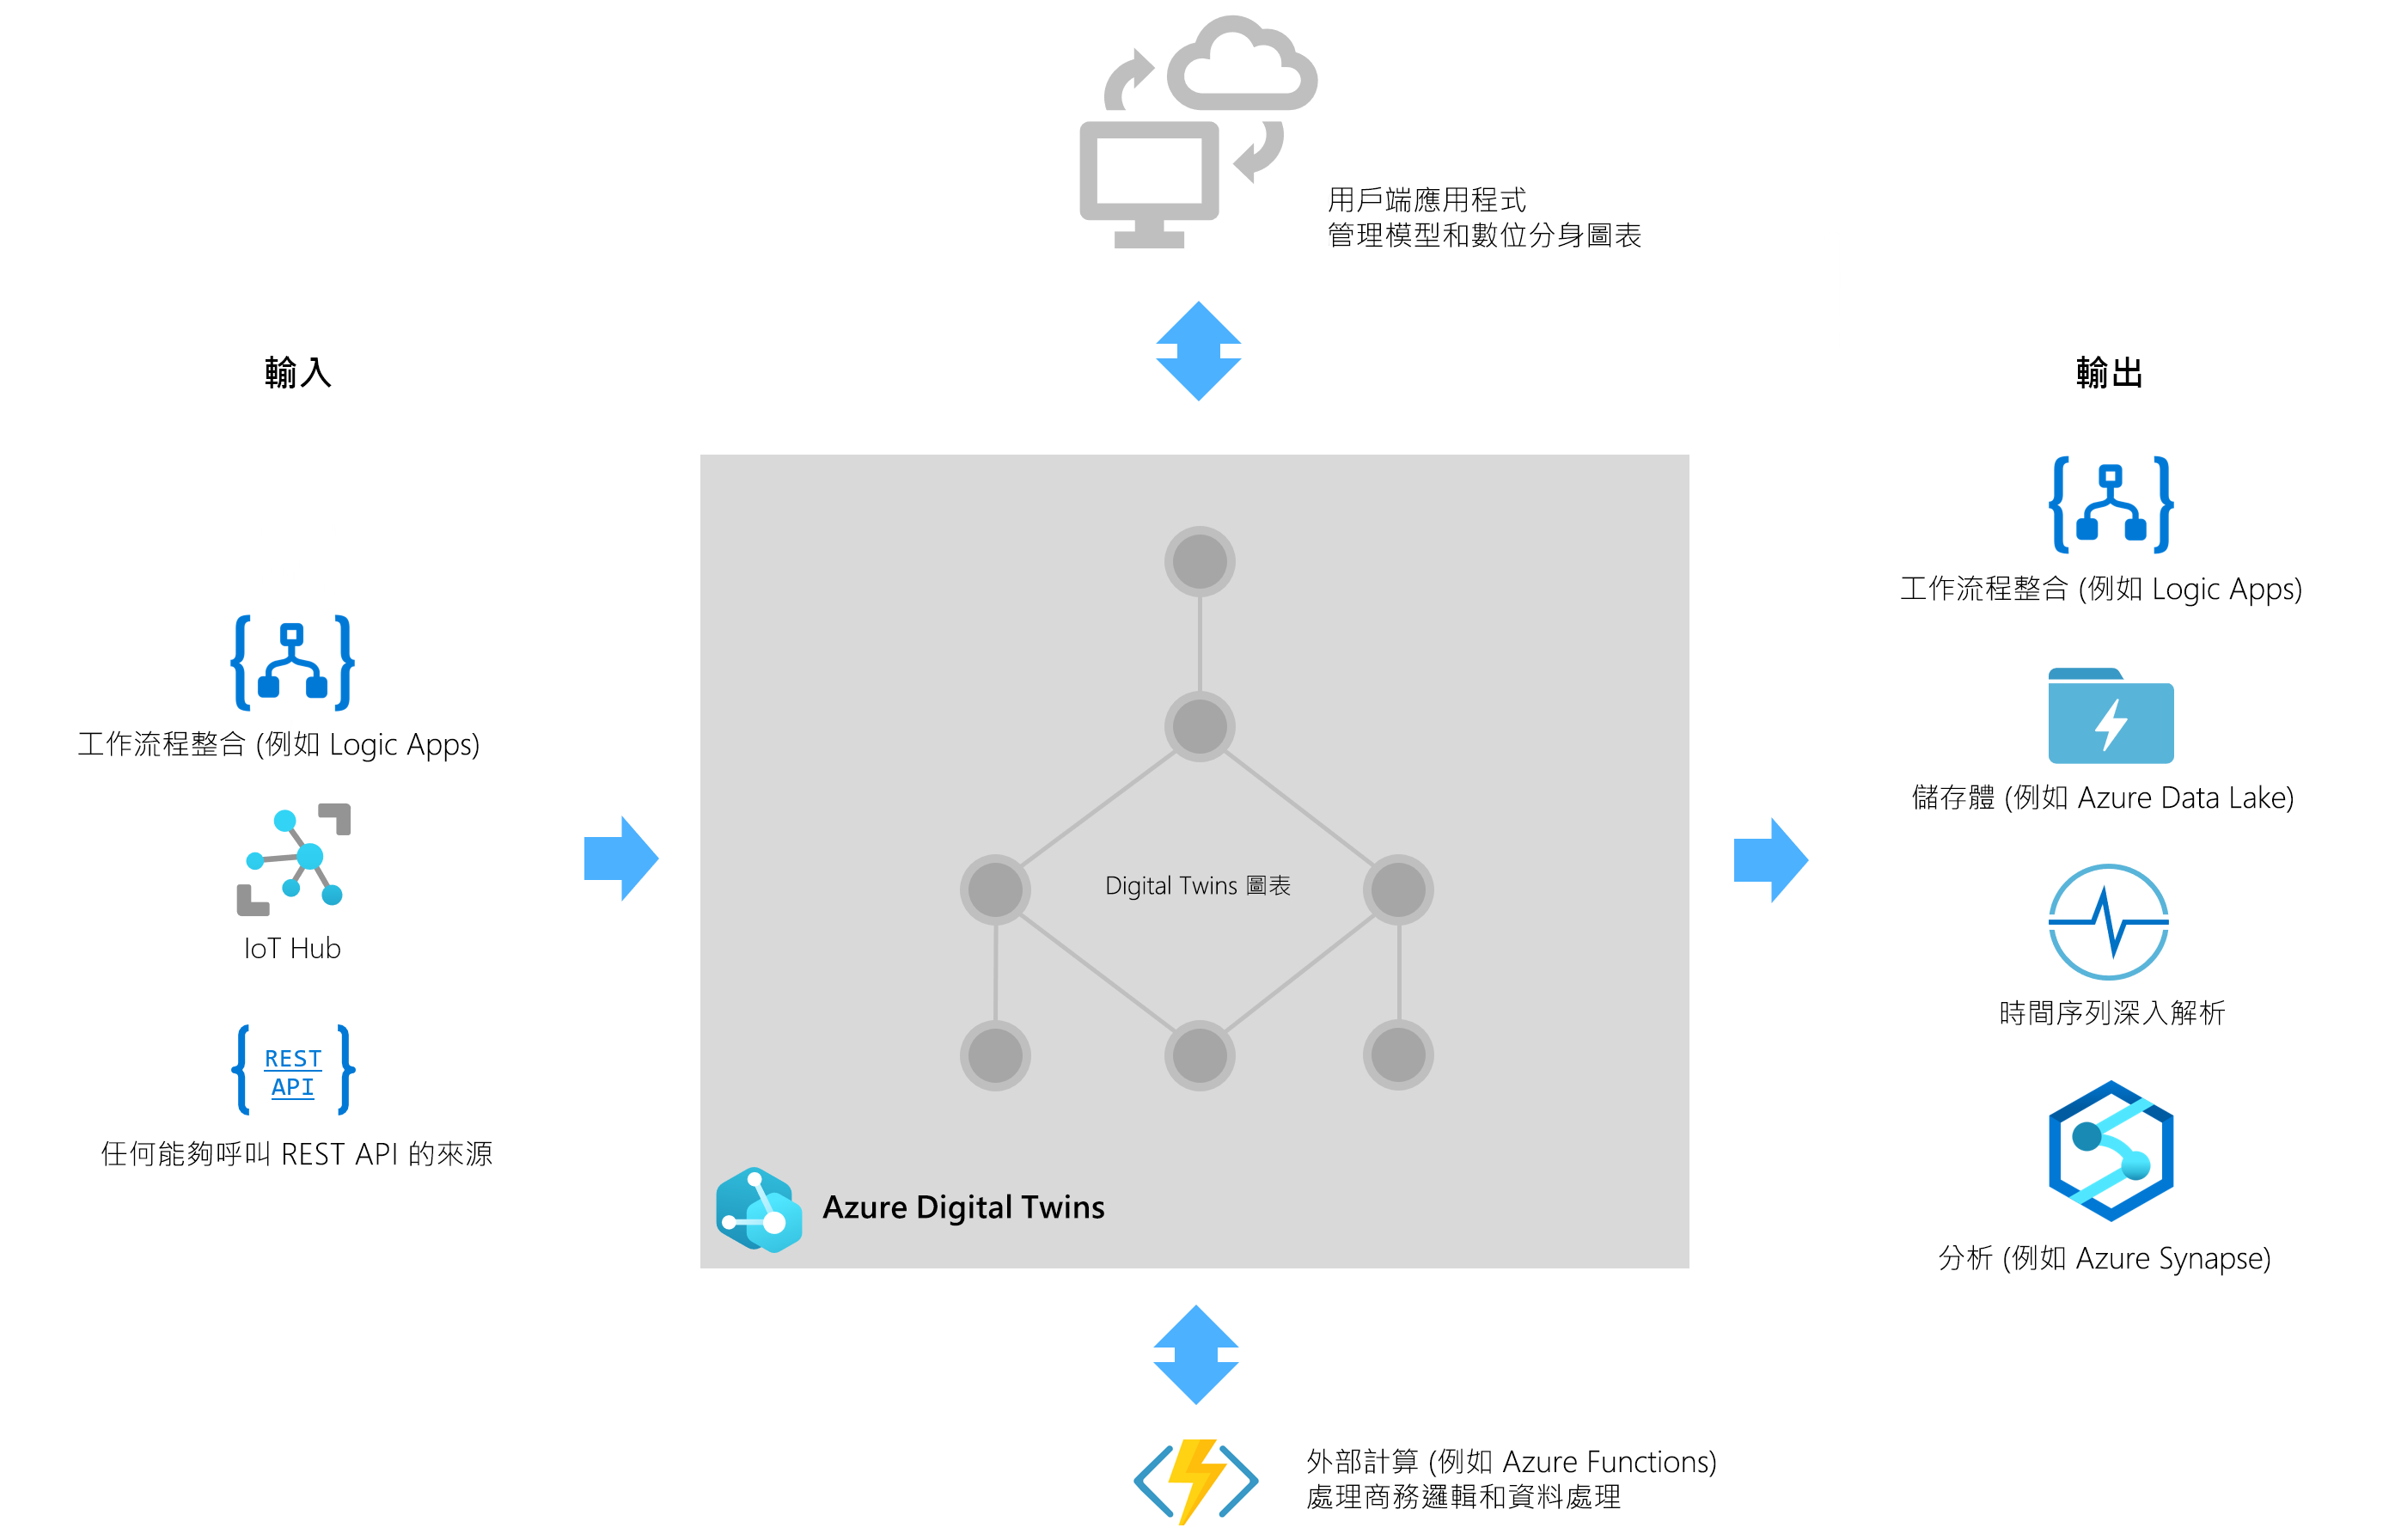 用戶端應用程式
管理模型和數位分身圖表
輸入
輸出
工作流程整合 (例如 Logic Apps)
IoT Hub
REST
API
任何能夠呼叫 REST API 的來源
Digital Twins 圖表
Azure Digital Twins
工作流程整合 (例如 Logic Apps)
儲存體 (例如 Azure Data Lake)
時間序列深入解析
分析 (例如 Azure Synapse)
外部計算 (例如 Azure Functions)
處理商務邏輯和資料處理